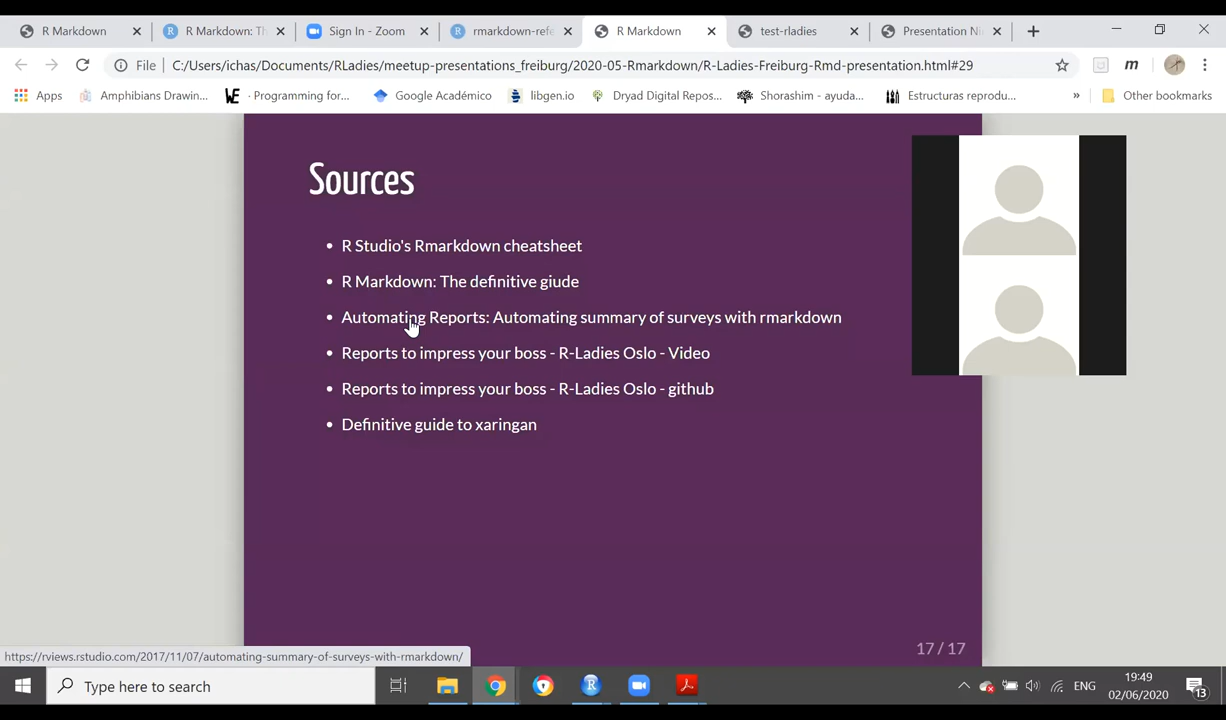 R Markdown
R Markdown: Th
Sign In - Zoom
rmarkdown-refe
R Markdown
test-rladies
Presentation Ni
File
C:/Users/ichas/Documents/RLadies/meetup-presentations_freiburg/2020-05-Rmarkdown/R-Ladies-Freiburg-Rmd-presentation.html#29
m
Apps
Amphibians Drawin...
WE
· Programming for...
Google Académico
libgen.io
Dryad Digital Repos...
Shorashim - ayuda...
Estructuras reprodu...
»
Other bookmarks
Sources
• R Studio's Rmarkdown cheatsheet
• R Markdown: The definitive giude
• Automating Reports: Automating summary of surveys with rmarkdown
• Reports to impress your boss - R-Ladies Oslo - Video
• Reports to impress your boss - R-Ladies Oslo - github
• Definitive guide to xaringan
17 / 17
https://rviews.rstudio.com/2017/11/07/automating-summary-of-surveys-with-rmarkdown/
Type here to search
ENG
19:49
02/06/2020
13